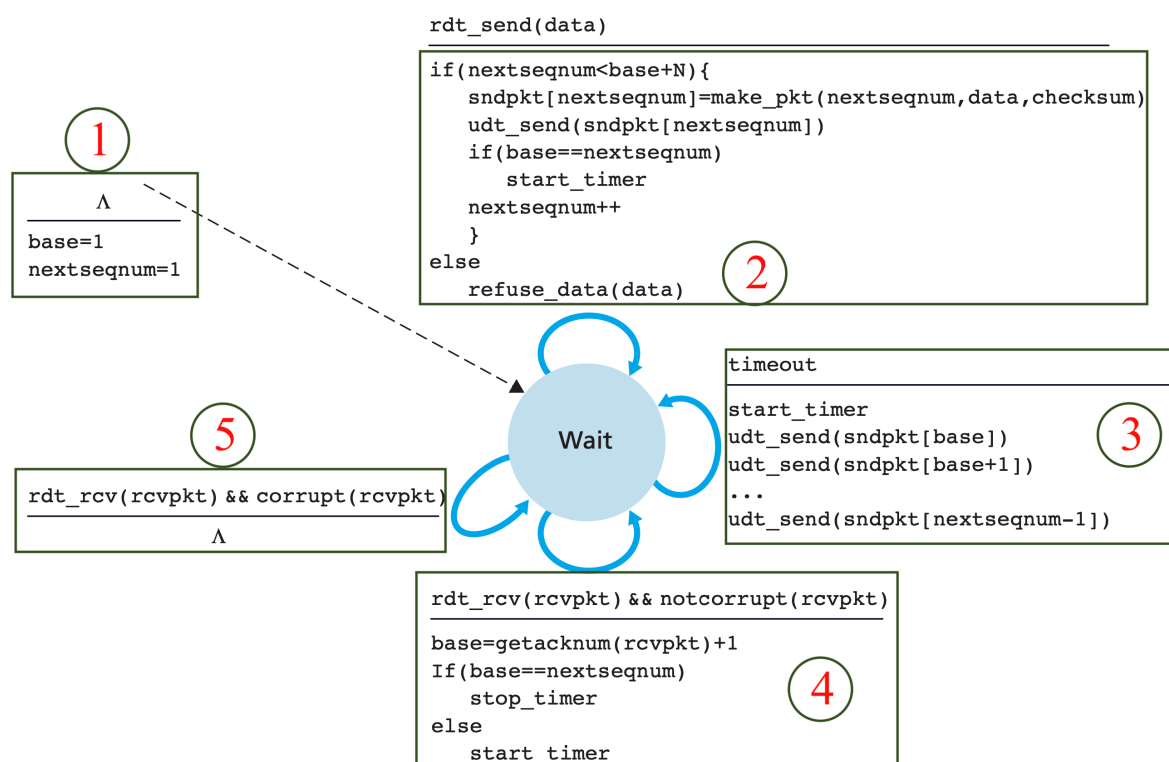 rdt_send(data)
if(nextseqnum<base+N){
sndpkt[nextseqnum]=make_pkt(nextseqnum,data,checksum)
udt_send(sndpkt[nextseqnum])
if(base==nextseqnum)
start_timer
nextseqnum++
}
else
refuse_data(data)
2
1
Λ
base=1
nextseqnum=1
Wait
timeout
start_timer
udt_send(sndpkt[base])
udt_send(sndpkt[base+1])
...
udt_send(sndpkt[nextseqnum-1])
3
5
rdt_rcv(rcvpkt) && corrupt(rcvpkt)
Λ
rdt_rcv(rcvpkt) && notcorrupt(rcvpkt)
base=getacknum(rcvpkt)+1
If(base==nextseqnum)
stop_timer
else
start_timer
4